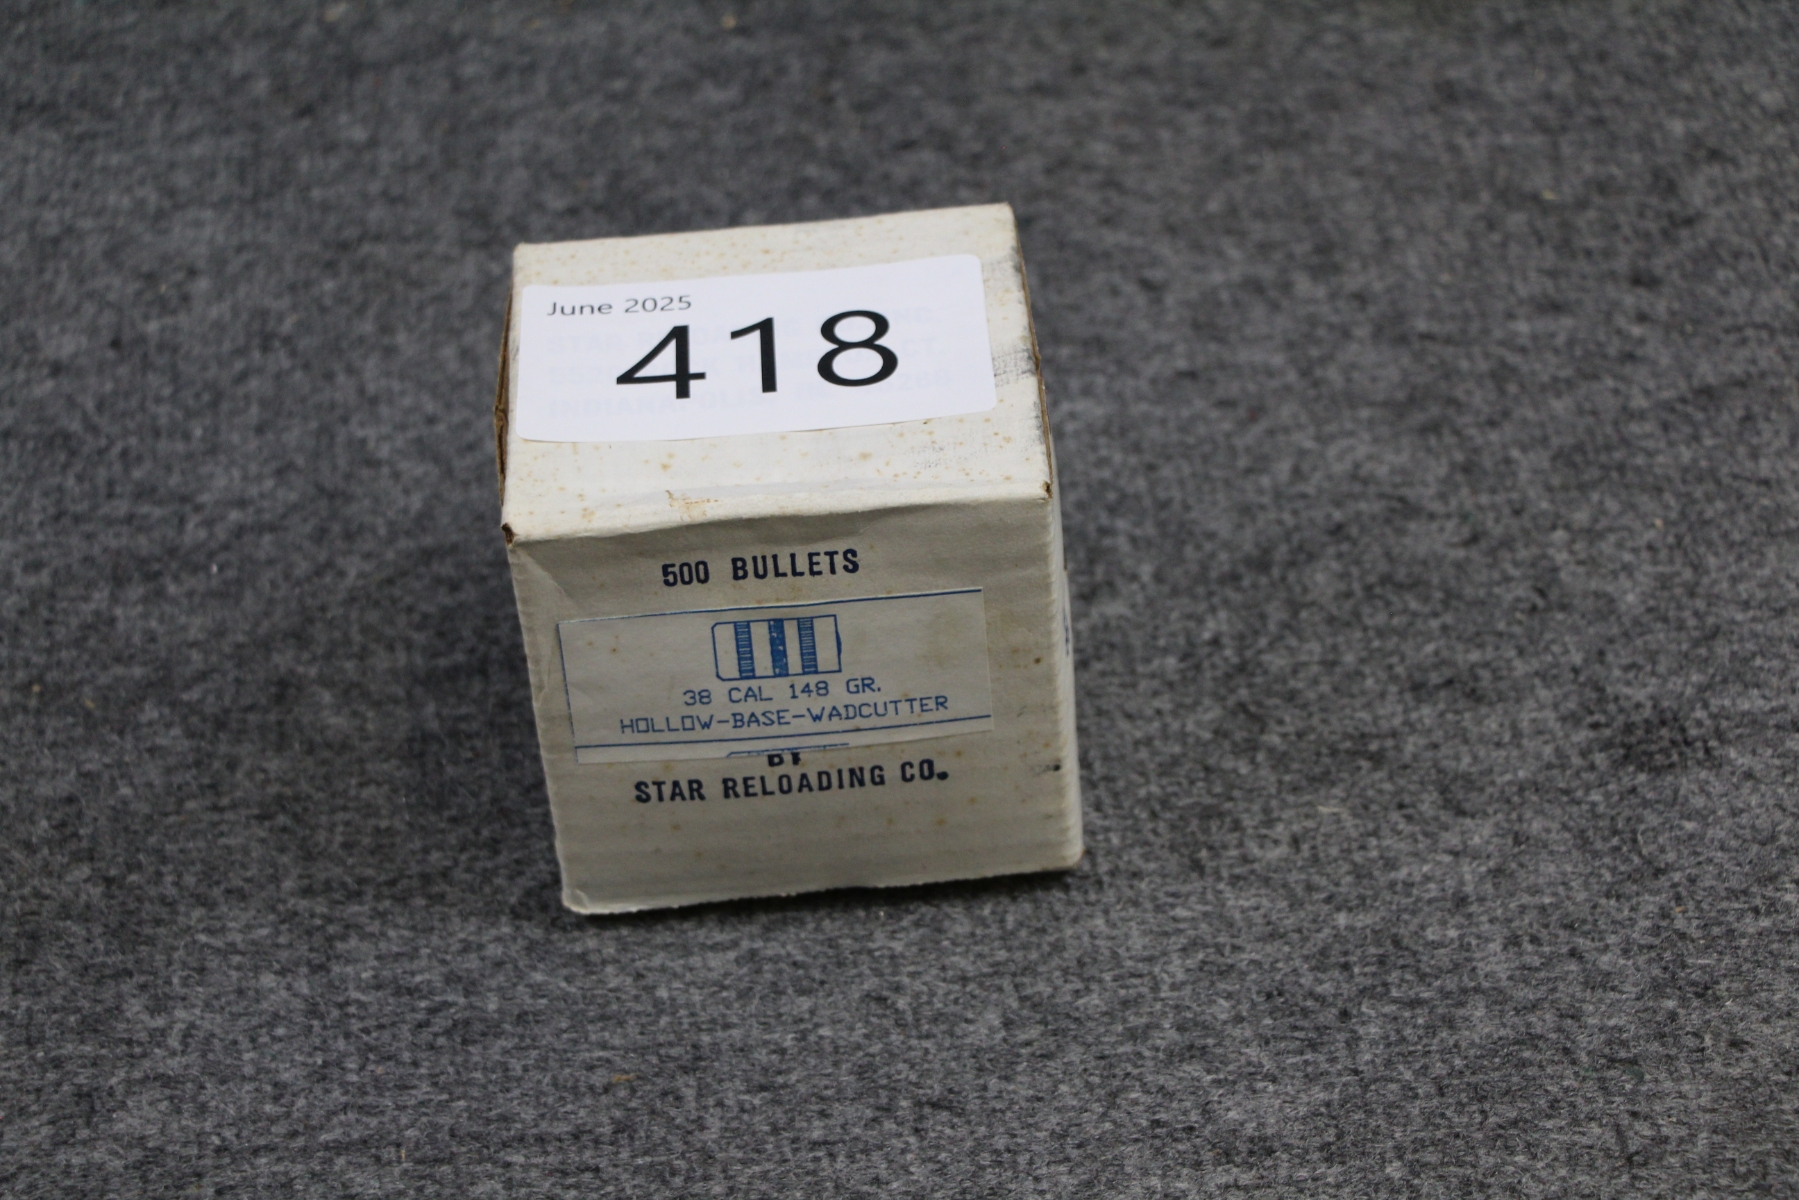 June 2025
418
500 BULLETS
38 CAL 148 GR.
HOLLOW-BASE-WADCUTTER
BY
STAR RELOADING CO.